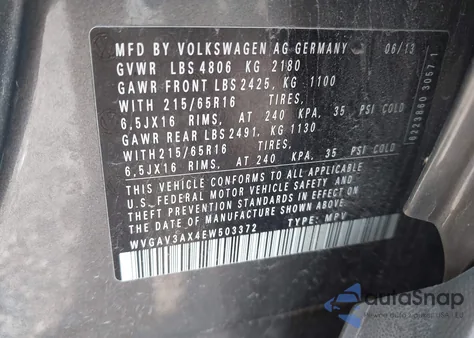 MFD BY VOLKSWAGEN AG GERMANY 06/13
GVWR LBS 4806 KG 2180
GAWR FRONT LBS 2425, KG 1100
WITH 215/65R16 TIRES,
6,5JX16 RIMS, AT 240 KPA, 35 PSI COLD
GAWR REAR LBS 2491, KG 1130
WITH 215/65R16 TIRES,
6,5JX16 RIMS, AT 240 KPA, 35 PSI COLD
THIS VEHICLE CONFORMS TO ALL APPLICABLE
U.S. FEDERAL MOTOR VEHICLE SAFETY AND
THEFT PREVENTION STANDARDS IN EFFECT ON
THE DATE OF MANUFACTURE SHOWN ABOVE.
WVGAV3AX4EW503372 TYPE: MPV
autoSnap